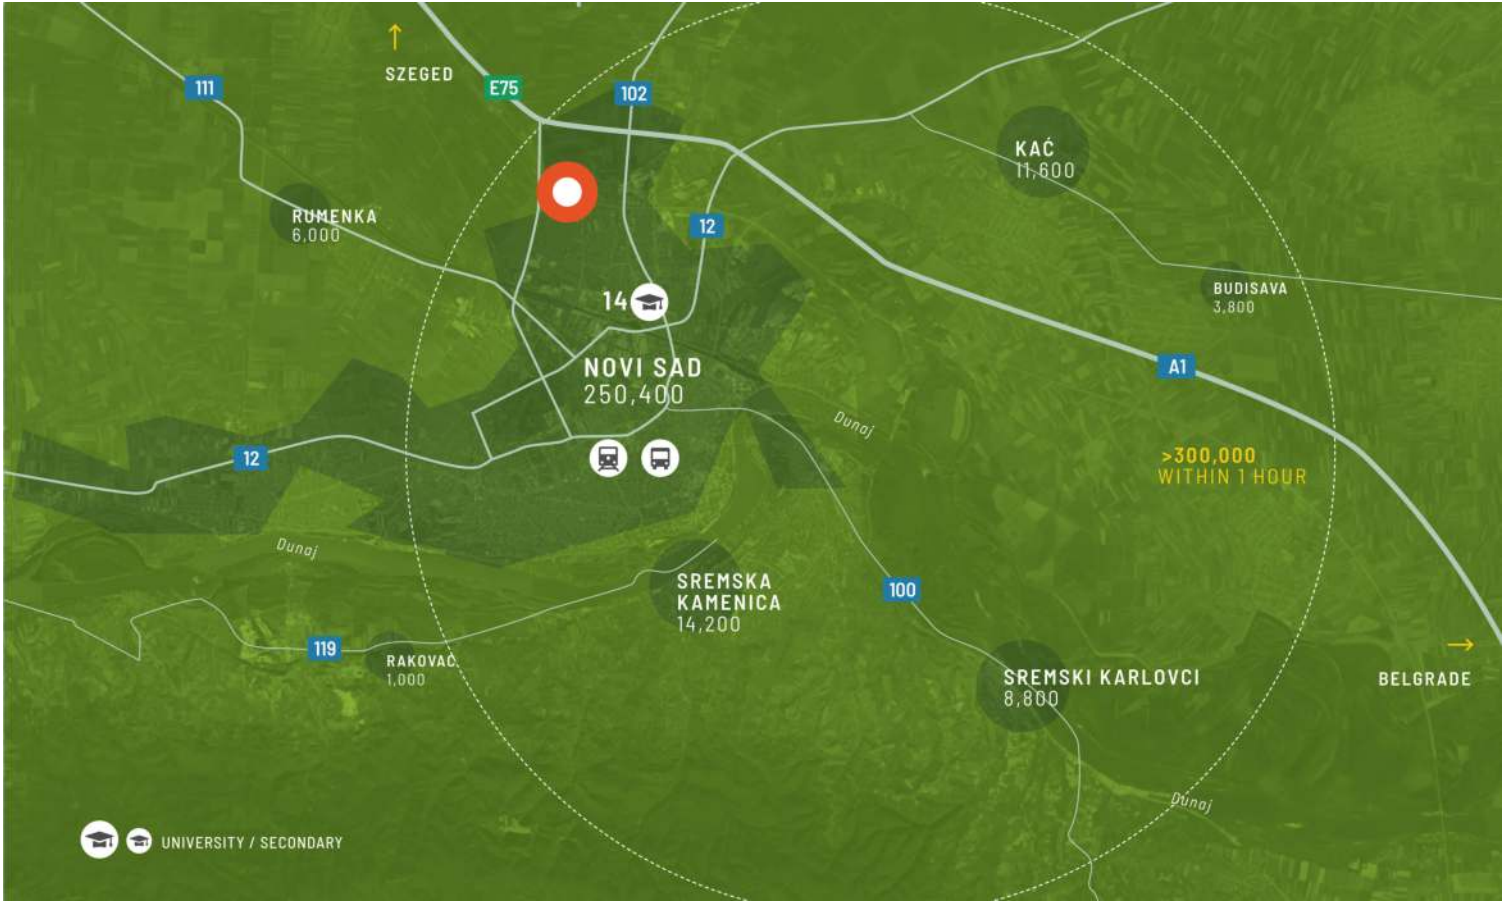 SZEGED
111
E75
102
KAĆ
11,600
RUMENKA
6,000
12
BUDISAVA
3,800
14
NOVI SAD
250,400
A1
Dunaj
12
>300,000
WITHIN 1 HOUR
Dunaj
SREMSKA
KAMENICA
14,200
100
119
RAKOVAĆ
1,000
SREMSKI KARLOVCI
8,800
BELGRADE
Dunaj
UNIVERSITY / SECONDARY